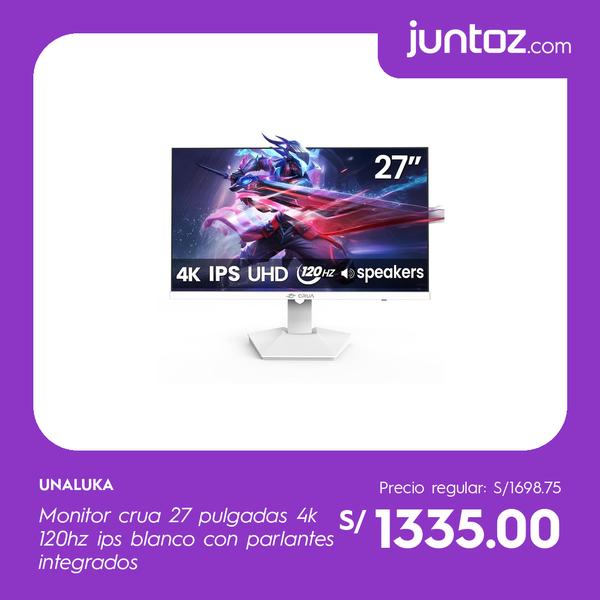 juntoz.com
27”
4K IPS UHD 120HZ speakers
CRUA
UNALUKA
Monitor crua 27 pulgadas 4k
120hz ips blanco con parlantes
integrados
Precio regular: S/1698.75
S/ 1335.00